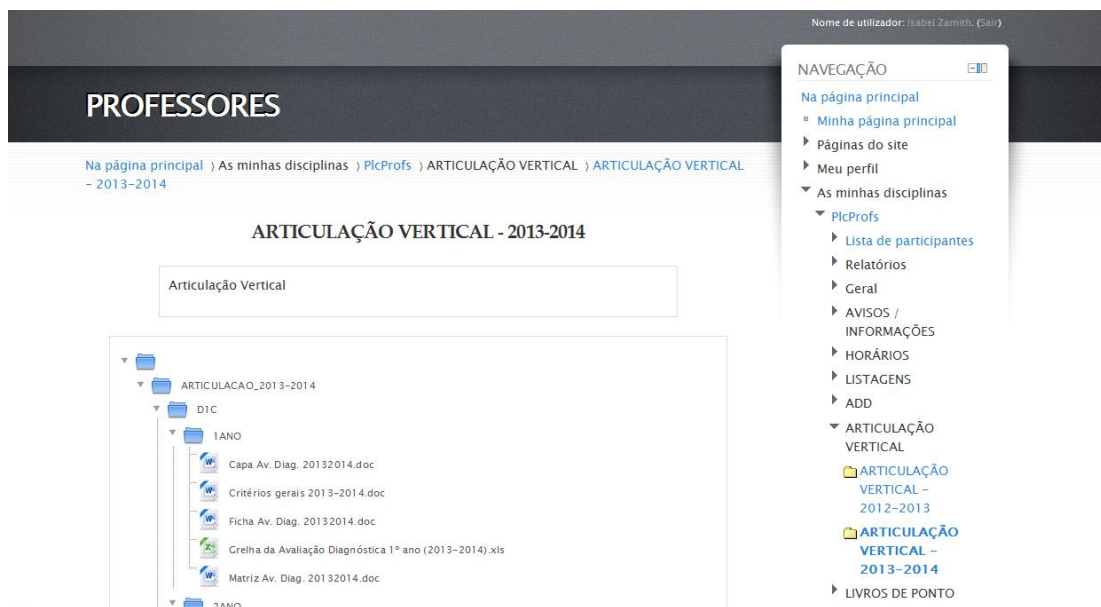 Nome de utilizador: Isabel Zamith. (Sair)
PROFESSORES
Na página principal ) As minhas disciplinas ) PlcProfs ) ARTICULAÇÃO VERTICAL ) ARTICULAÇÃO VERTICAL
- 2013-2014
ARTICULAÇÃO VERTICAL - 2013-2014
Articulação Vertical
ARTICULACAO_2013-2014
D1C
1ANO
Capa Av. Diag. 20132014.doc
Critérios gerais 2013-2014.doc
Ficha Av. Diag. 20132014.doc
Grelha da Avaliação Diagnóstica 1º ano (2013-2014).xls
Matriz Av. Diag. 20132014.doc
2ANO
NAVEGAÇÃO
Na página principal
Minha página principal
Páginas do site
Meu perfil
As minhas disciplinas
PlcProfs
Lista de participantes
Relatórios
Geral
AVISOS /
INFORMAÇÕES
HORÁRIOS
LISTAGENS
ADD
ARTICULAÇÃO
VERTICAL
ARTICULAÇÃO
VERTICAL -
2012-2013
ARTICULAÇÃO
VERTICAL -
2013-2014
LIVROS DE PONTO